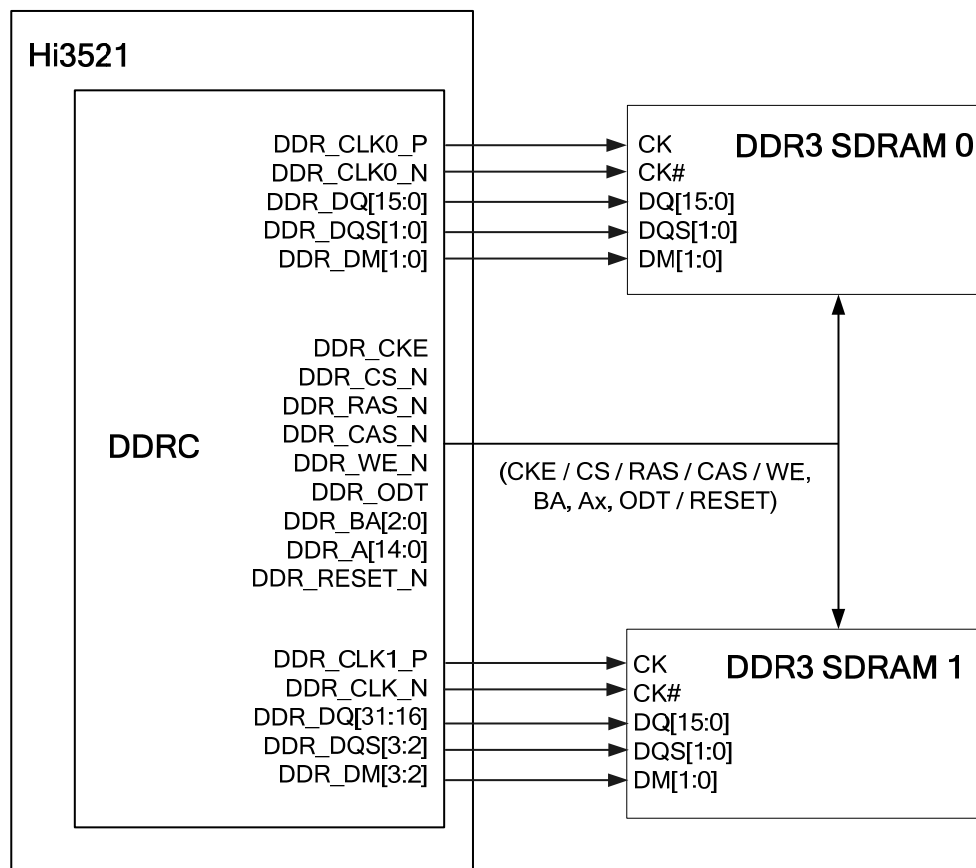 Hi3521
DDRC
DDR_CLK0_P
DDR_CLK0_N
DDR_DQ[15:0]
DDR_DQS[1:0]
DDR_DM[1:0]
DDR_CKE
DDR_CS_N
DDR_RAS_N
DDR_CAS_N
DDR_WE_N
DDR_ODT
DDR_BA[2:0]
DDR_A[14:0]
DDR_RESET_N
DDR_CLK1_P
DDR_CLK_N
DDR_DQ[31:16]
DDR_DQS[3:2]
DDR_DM[3:2]
DDR3 SDRAM 0
CK
CK#
DQ[15:0]
DQS[1:0]
DM[1:0]
(CKE / CS / RAS / CAS / WE,
BA, Ax, ODT / RESET)
DDR3 SDRAM 1
CK
CK#
DQ[15:0]
DQS[1:0]
DM[1:0]